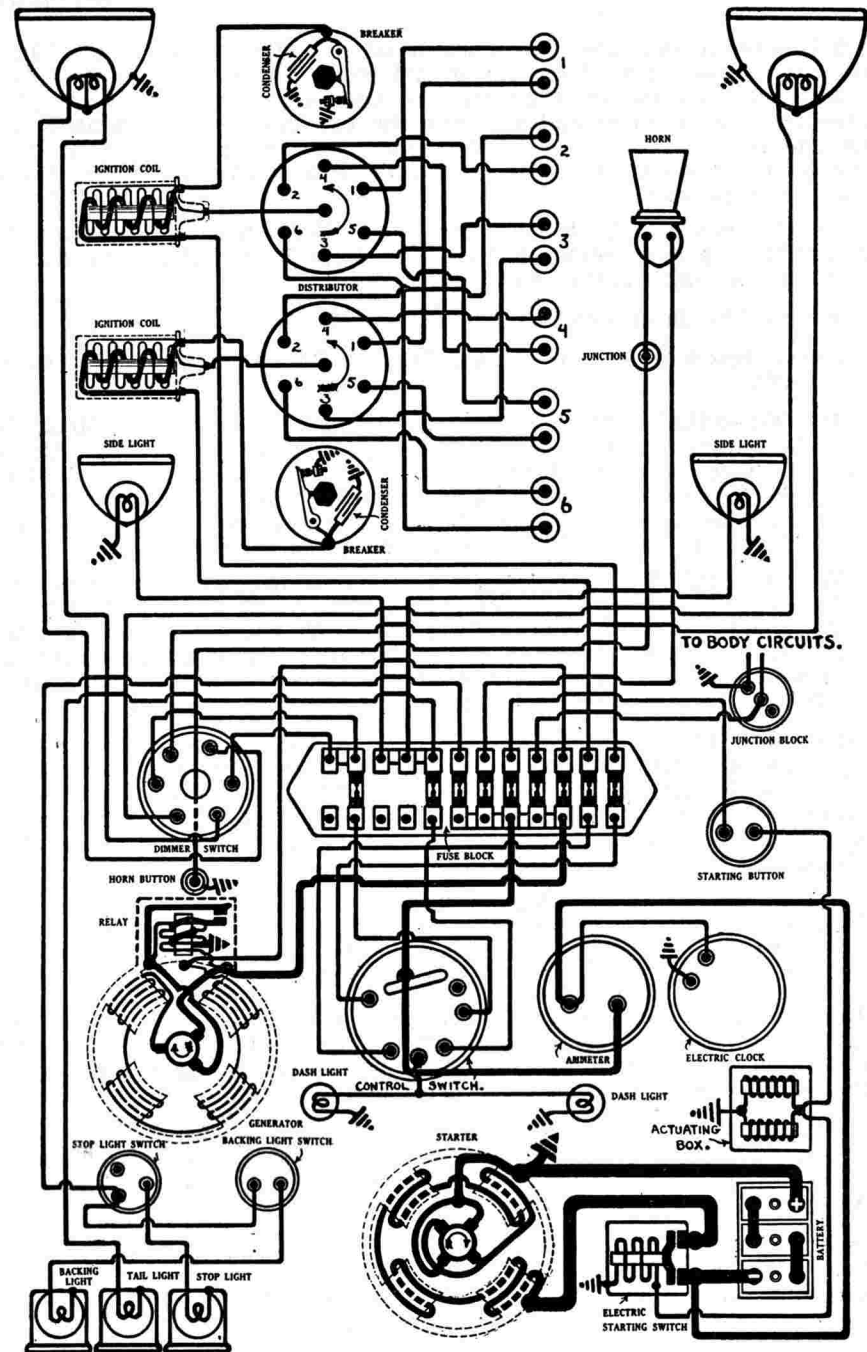 BREAKER
CONDENSER
1
HORN
2
IGNITION COIL
4
2 1
6 5
3
3
DISTRIBUTOR
4
IGNITION COIL
4
2 1
6 5
3
JUNCTION
5
SIDE LIGHT
SIDE LIGHT
6
CONDENSER
BREAKER
TO BODY CIRCUITS.
JUNCTION BLOCK
DIMMER SWITCH
FUSE BLOCK
HORN BUTTON
STARTING BUTTON
RELAY
AMMETER
ELECTRIC CLOCK
DASH LIGHT
CONTROL SWITCH.
DASH LIGHT
GENERATOR
ACTUATING
BOX.
STOP LIGHT SWITCH
BACKING LIGHT SWITCH
STARTER
+
BATTERY
BACKING
LIGHT
TAIL LIGHT
STOP LIGHT
ELECTRIC
STARTING SWITCH